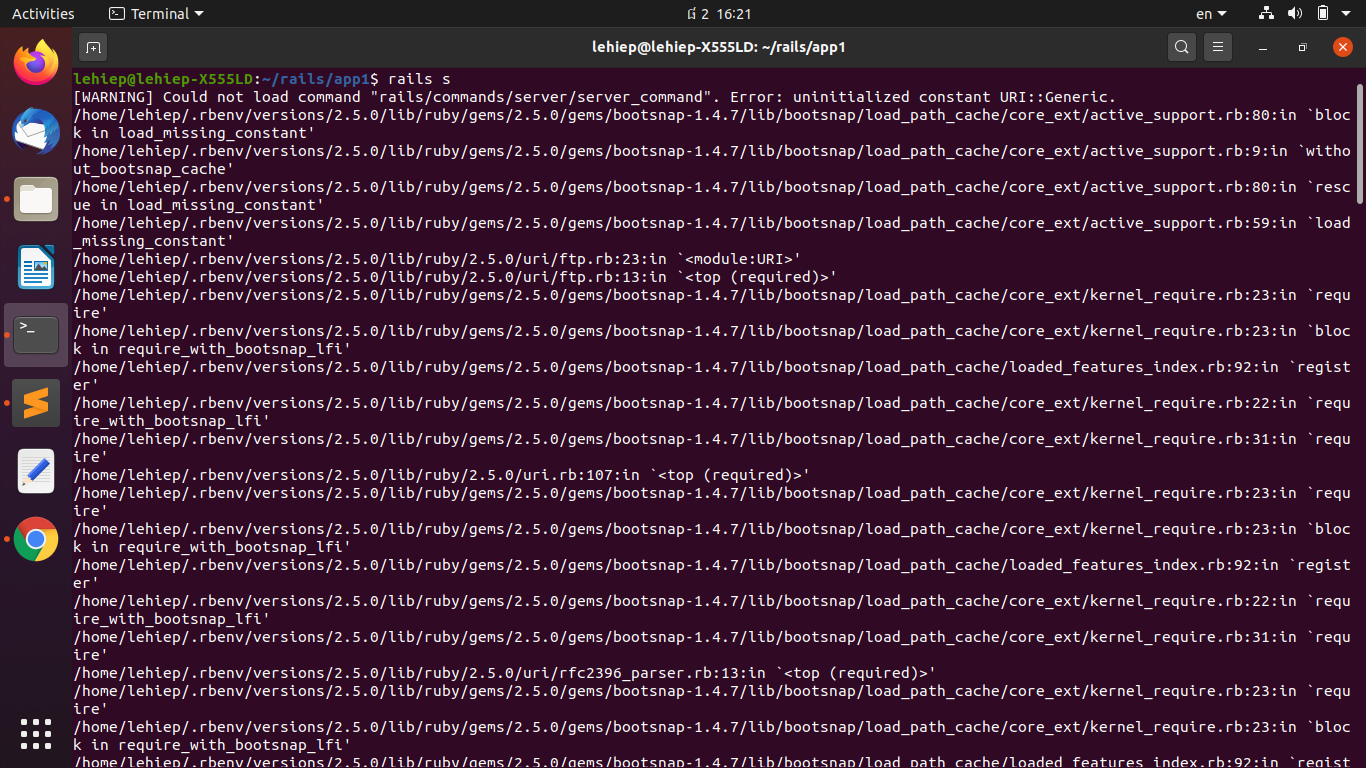 Activities
Terminal
2 16:21
en
lehiep@lehiep-X555LD: ~/rails/app1
lehiep@lehiep-X555LD:~/rails/app1$ rails s
[WARNING] Could not load command "rails/commands/server/server_command". Error: uninitialized constant URI::Generic.
/home/lehiep/.rbenv/versions/2.5.0/lib/ruby/gems/2.5.0/gems/bootsnap-1.4.7/lib/bootsnap/load_path_cache/core_ext/active_support.rb:80:in `bloc
k in load_missing_constant'
/home/lehiep/.rbenv/versions/2.5.0/lib/ruby/gems/2.5.0/gems/bootsnap-1.4.7/lib/bootsnap/load_path_cache/core_ext/active_support.rb:9:in `witho
ut_bootsnap_cache'
/home/lehiep/.rbenv/versions/2.5.0/lib/ruby/gems/2.5.0/gems/bootsnap-1.4.7/lib/bootsnap/load_path_cache/core_ext/active_support.rb:80:in `resc
ue in load_missing_constant'
/home/lehiep/.rbenv/versions/2.5.0/lib/ruby/gems/2.5.0/gems/bootsnap-1.4.7/lib/bootsnap/load_path_cache/core_ext/active_support.rb:59:in `load
_missing_constant'
/home/lehiep/.rbenv/versions/2.5.0/lib/ruby/2.5.0/uri/ftp.rb:23:in `<module:URI>'
/home/lehiep/.rbenv/versions/2.5.0/lib/ruby/2.5.0/uri/ftp.rb:13:in `<top (required)>'
/home/lehiep/.rbenv/versions/2.5.0/lib/ruby/gems/2.5.0/gems/bootsnap-1.4.7/lib/bootsnap/load_path_cache/core_ext/kernel_require.rb:23:in `requ
ire'
/home/lehiep/.rbenv/versions/2.5.0/lib/ruby/gems/2.5.0/gems/bootsnap-1.4.7/lib/bootsnap/load_path_cache/core_ext/kernel_require.rb:23:in `bloc
k in require_with_bootsnap_lfi'
/home/lehiep/.rbenv/versions/2.5.0/lib/ruby/gems/2.5.0/gems/bootsnap-1.4.7/lib/bootsnap/load_path_cache/loaded_features_index.rb:92:in `regist
er'
/home/lehiep/.rbenv/versions/2.5.0/lib/ruby/gems/2.5.0/gems/bootsnap-1.4.7/lib/bootsnap/load_path_cache/core_ext/kernel_require.rb:22:in `requ
ire_with_bootsnap_lfi'
/home/lehiep/.rbenv/versions/2.5.0/lib/ruby/gems/2.5.0/gems/bootsnap-1.4.7/lib/bootsnap/load_path_cache/core_ext/kernel_require.rb:31:in `requ
ire'
/home/lehiep/.rbenv/versions/2.5.0/lib/ruby/2.5.0/uri.rb:107:in `<top (required)>'
/home/lehiep/.rbenv/versions/2.5.0/lib/ruby/gems/2.5.0/gems/bootsnap-1.4.7/lib/bootsnap/load_path_cache/core_ext/kernel_require.rb:23:in `requ
ire'
/home/lehiep/.rbenv/versions/2.5.0/lib/ruby/gems/2.5.0/gems/bootsnap-1.4.7/lib/bootsnap/load_path_cache/core_ext/kernel_require.rb:23:in `bloc
k in require_with_bootsnap_lfi'
/home/lehiep/.rbenv/versions/2.5.0/lib/ruby/gems/2.5.0/gems/bootsnap-1.4.7/lib/bootsnap/load_path_cache/loaded_features_index.rb:92:in `regist
er'
/home/lehiep/.rbenv/versions/2.5.0/lib/ruby/gems/2.5.0/gems/bootsnap-1.4.7/lib/bootsnap/load_path_cache/core_ext/kernel_require.rb:22:in `requ
ire_with_bootsnap_lfi'
/home/lehiep/.rbenv/versions/2.5.0/lib/ruby/gems/2.5.0/gems/bootsnap-1.4.7/lib/bootsnap/load_path_cache/core_ext/kernel_require.rb:31:in `requ
ire'
/home/lehiep/.rbenv/versions/2.5.0/lib/ruby/2.5.0/uri/rfc2396_parser.rb:13:in `<top (required)>'
/home/lehiep/.rbenv/versions/2.5.0/lib/ruby/gems/2.5.0/gems/bootsnap-1.4.7/lib/bootsnap/load_path_cache/core_ext/kernel_require.rb:23:in `requ
ire'
/home/lehiep/.rbenv/versions/2.5.0/lib/ruby/gems/2.5.0/gems/bootsnap-1.4.7/lib/bootsnap/load_path_cache/core_ext/kernel_require.rb:23:in `bloc
k in require_with_bootsnap_lfi'
/home/lehiep/.rbenv/versions/2.5.0/lib/ruby/gems/2.5.0/gems/bootsnap-1.4.7/lib/bootsnap/load_path_cache/loaded_features_index.rb:92:in `regist